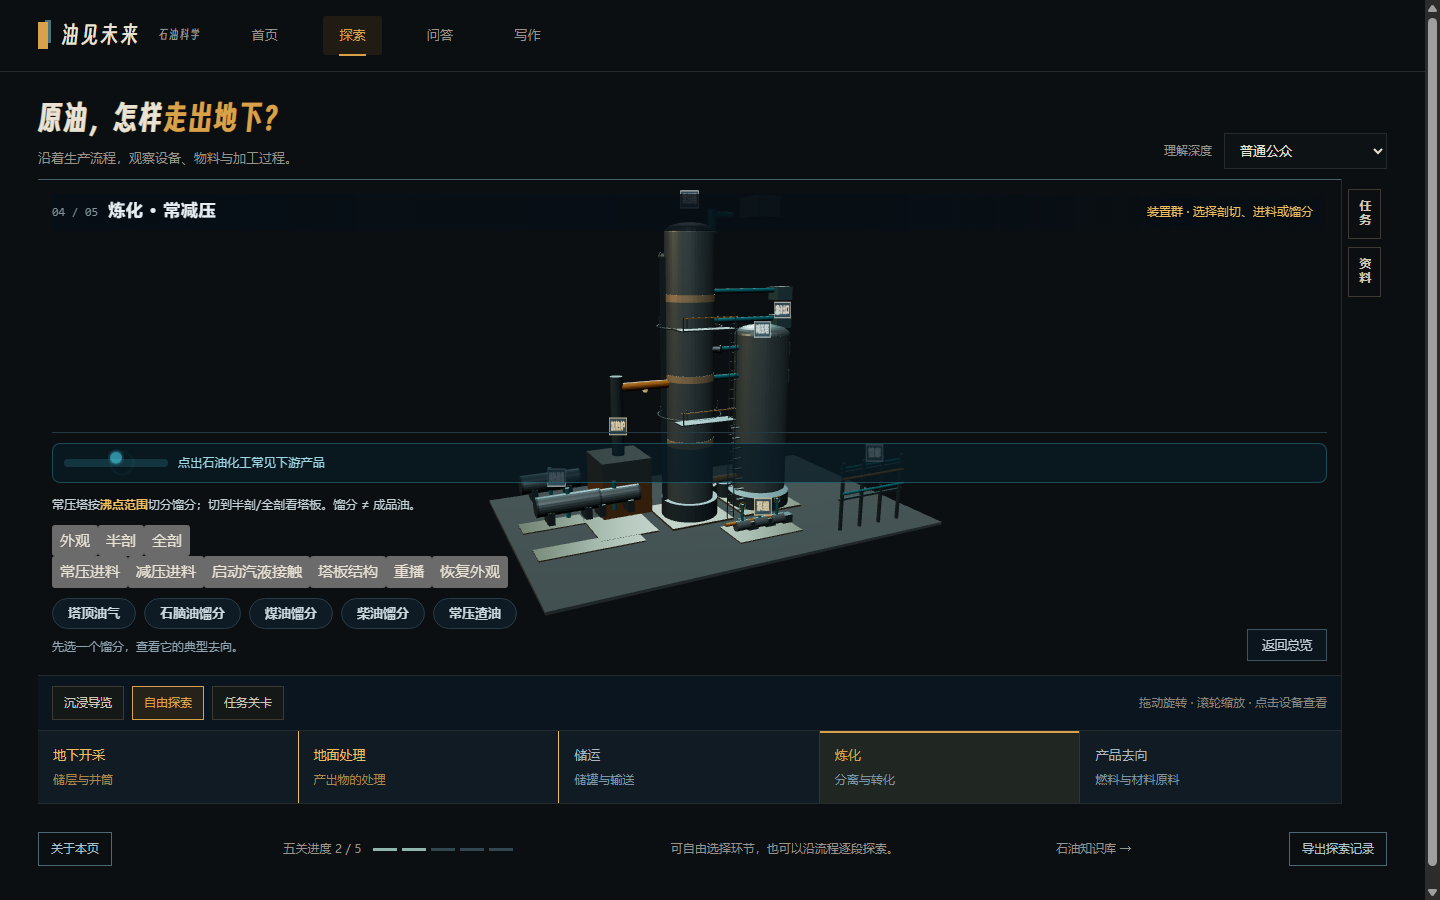 油见未来
石油科学
首页
探索
问答
写作
原油，怎样走出地下？
沿着生产流程，观察设备、物料与加工过程。
理解深度
普通公众
04 / 05 炼化 · 常减压
装置群 · 选择剖切、进料或馏分
任务
资料
点出石油化工常见下游产品
常压塔按沸点范围切分馏分；切到半剖/全剖看塔板。馏分 ≠ 成品油。
外观 半剖 全剖
常压进料 减压进料 启动汽液接触 塔板结构 重播 恢复外观
塔顶油气 石脑油馏分 煤油馏分 柴油馏分 常压渣油
先选一个馏分，查看它的典型去向。
返回总览
沉浸导览 自由探索 任务关卡
拖动旋转 · 滚轮缩放 · 点击设备查看
地下开采
储层与井筒
地面处理
产出物的处理
储运
储罐与输送
炼化
分离与转化
产品去向
燃料与材料原料
关于本页
五关进度 2 / 5
可自由选择环节，也可以沿流程逐段探索。
石油知识库 →
导出探索记录